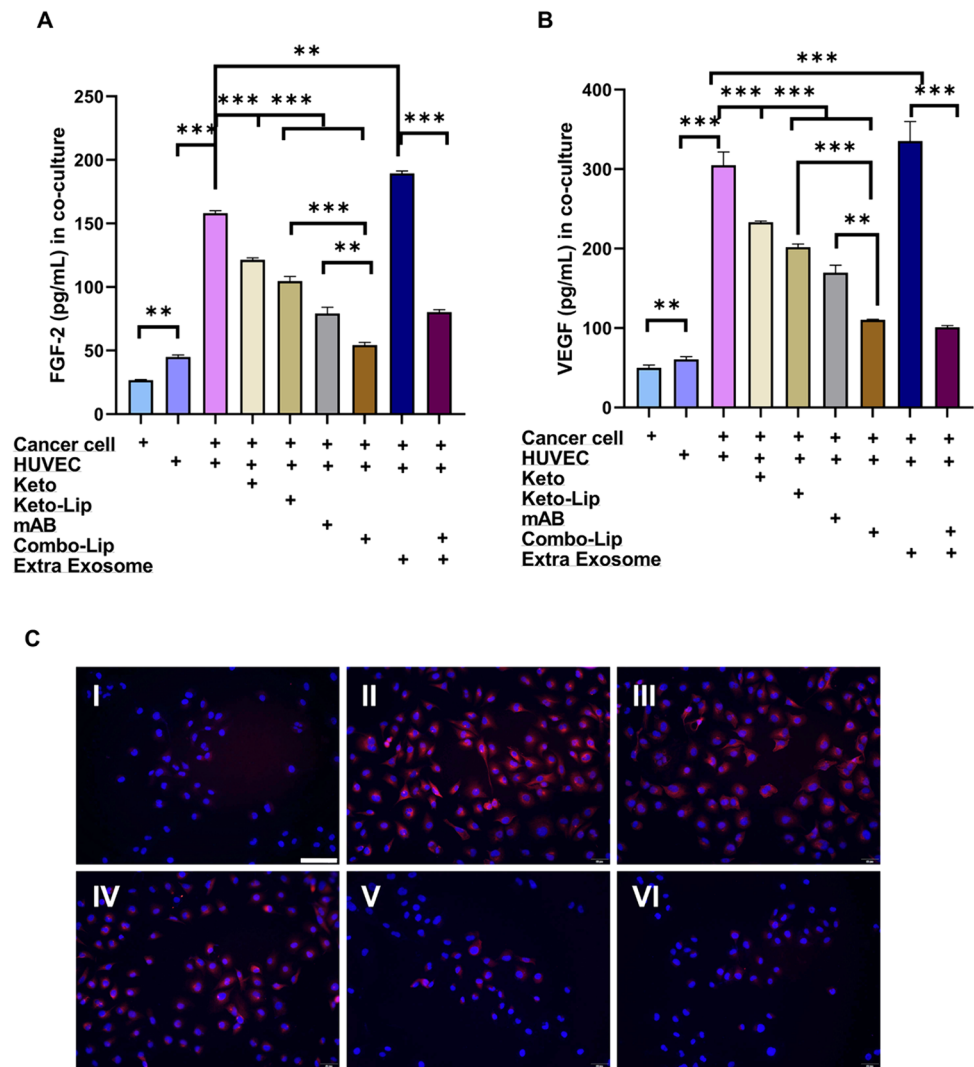 A
**
*** ***
*** ***
***
**
**
FGF-2 (pg/mL) in co-culture
250
200
150
100
50
0
Cancer cell + + + + + + + +
HUVEC + + + + + + + +
Keto +
Keto-Lip +
mAB +
Combo-Lip + +
Extra Exosome + +
B
***
*** *** ***
***
***
**
**
VEGF (pg/mL) in co-culture
400
300
200
100
0
Cancer cell + + + + + + + +
HUVEC + + + + + + + +
Keto +
Keto-Lip +
mAB +
Combo-Lip + +
Extra Exosome + +
C
I
II
III
IV
V
VI